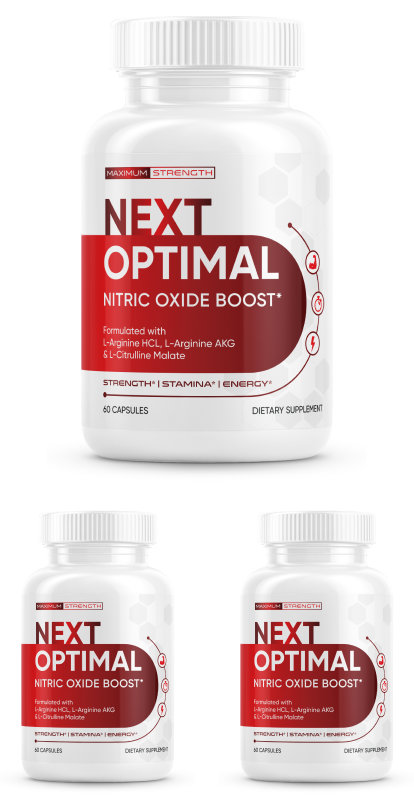 MAXIMUM STRENGTH
NEXT
OPTIMAL
NITRIC OXIDE BOOST*
Formulated with
L-Arginine HCL, L-Arginine AKG
& L-Citrulline Malate
STRENGTH* | STAMINA* | ENERGY*
60 CAPSULES DIETARY SUPPLEMENT
MAXIMUM STRENGTH
NEXT
OPTIMAL
NITRIC OXIDE BOOST*
Formulated with
L-Arginine HCL, L-Arginine AKG
& L-Citrulline Malate
STRENGTH* | STAMINA* | ENERGY*
60 CAPSULES DIETARY SUPPLEMENT
MAXIMUM STRENGTH
NEXT
OPTIMAL
NITRIC OXIDE BOOST*
Formulated with
L-Arginine HCL, L-Arginine AKG
& L-Citrulline Malate
STRENGTH* | STAMINA* | ENERGY*
60 CAPSULES DIETARY SUPPLEMENT